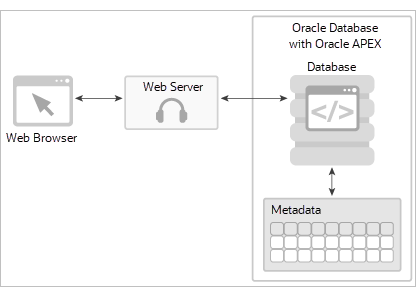 Oracle Database
with Oracle APEX
Database
Web Server
Web Browser
</>
Metadata